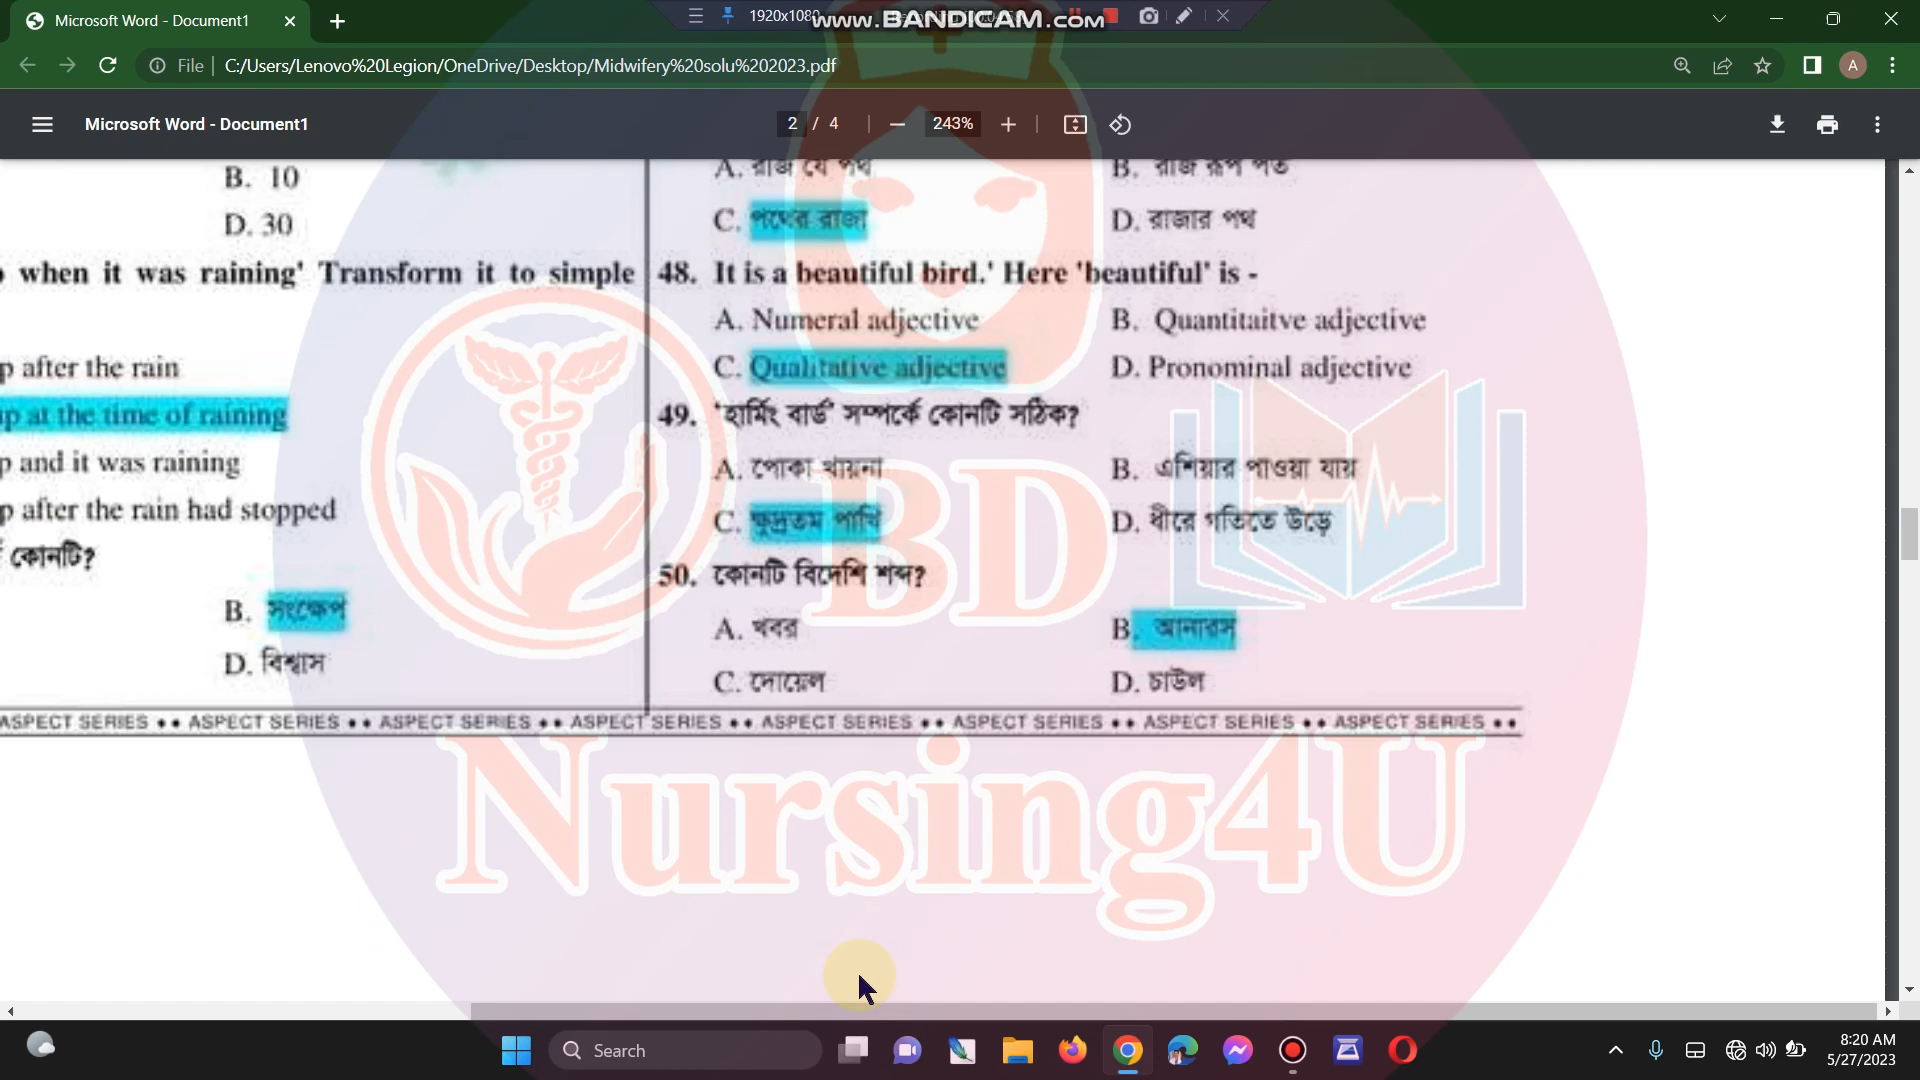 Microsoft Word - Document1
1920x1080
www.BANDICAM.com
File
C:/Users/Lenovo%20Legion/OneDrive/Desktop/Midwifery%20solu%202023.pdf
A
Microsoft Word - Document1
2 / 4
243%
B. 10
D. 30
when it was raining' Transform it to simple
p after the rain
up at the time of raining
p and it was raining
p after the rain had stopped
কোনটি?
B. সংক্ষেপ
D. বিশ্বাস
A. রাজ যে পথ
B. রাজ রূপ পত
C. পথের রাজা
D. রাজার পথ
48. It is a beautiful bird.' Here 'beautiful' is -
A. Numeral adjective
B. Quantitaitve adjective
C. Qualitative adjective
D. Pronominal adjective
49. 'হার্মিং বার্ড' সম্পর্কে কোনটি সঠিক?
A. পোকা খায়না
B. এশিয়ার পাওয়া যায়
C. ক্ষুদ্রতম পাখি
D. ধীরে গতিতে উড়ে
50. কোনটি বিদেশি শব্দ?
A. খবর
B. আনারস
C. দোয়েল
D. চাউল
ASPECT SERIES •• ASPECT SERIES •• ASPECT SERIES •• ASPECT SERIES •• ASPECT SERIES •• ASPECT SERIES •• ASPECT SERIES •• ASPECT SERIES ••
BD
Nursing4U
Search
8:20 AM
5/27/2023